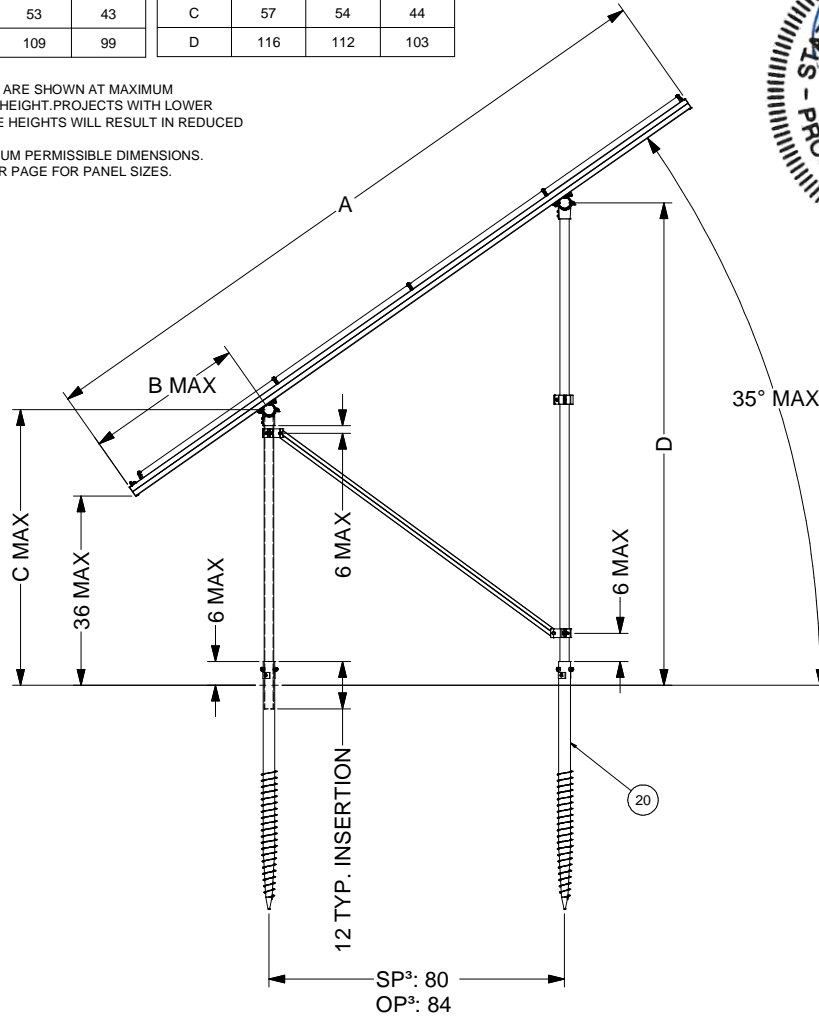 53 43
109 99
C 57 54 44
D 116 112 103
ARE SHOWN AT MAXIMUM
HEIGHT.PROJECTS WITH LOWER
HEIGHTS WILL RESULT IN REDUCED
PERMISSIBLE DIMENSIONS.
PAGE FOR PANEL SIZES.
A
B MAX
35° MAX
D
C MAX
36 MAX
6 MAX
6 MAX
6 MAX
12 TYP. INSERTION
20
SP³: 80
OP³: 84